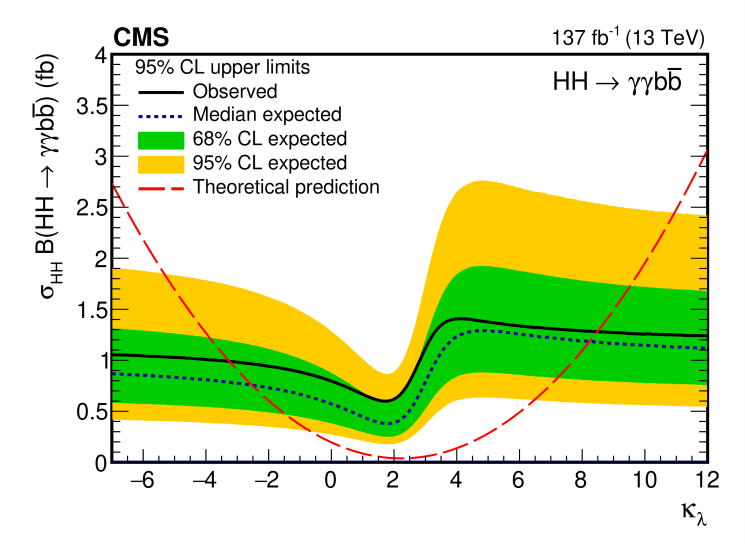 CMS 137 fb⁻¹ (13 TeV)
95% CL upper limits
HH → γγbb̅
Observed
Median expected
68% CL expected
95% CL expected
Theoretical prediction
σ_HH B(HH → γγbb̅) (fb)
4
3.5
3
2.5
2
1.5
1
0.5
0
−6 −4 −2 0 2 4 6 8 10 12
κ_λ